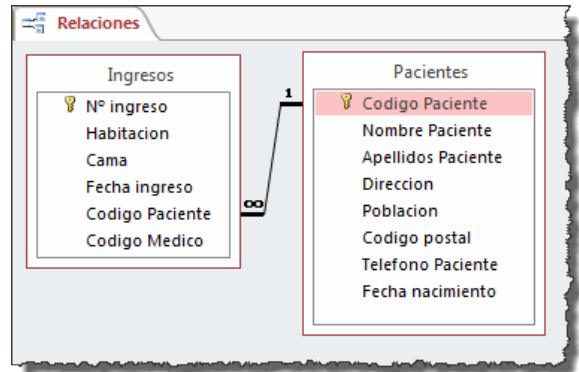 Relaciones
Ingresos
Nº ingreso
Habitacion
Cama
Fecha ingreso
Codigo Paciente
Codigo Medico
1
∞
Pacientes
Codigo Paciente
Nombre Paciente
Apellidos Paciente
Direccion
Poblacion
Codigo postal
Telefono Paciente
Fecha nacimiento